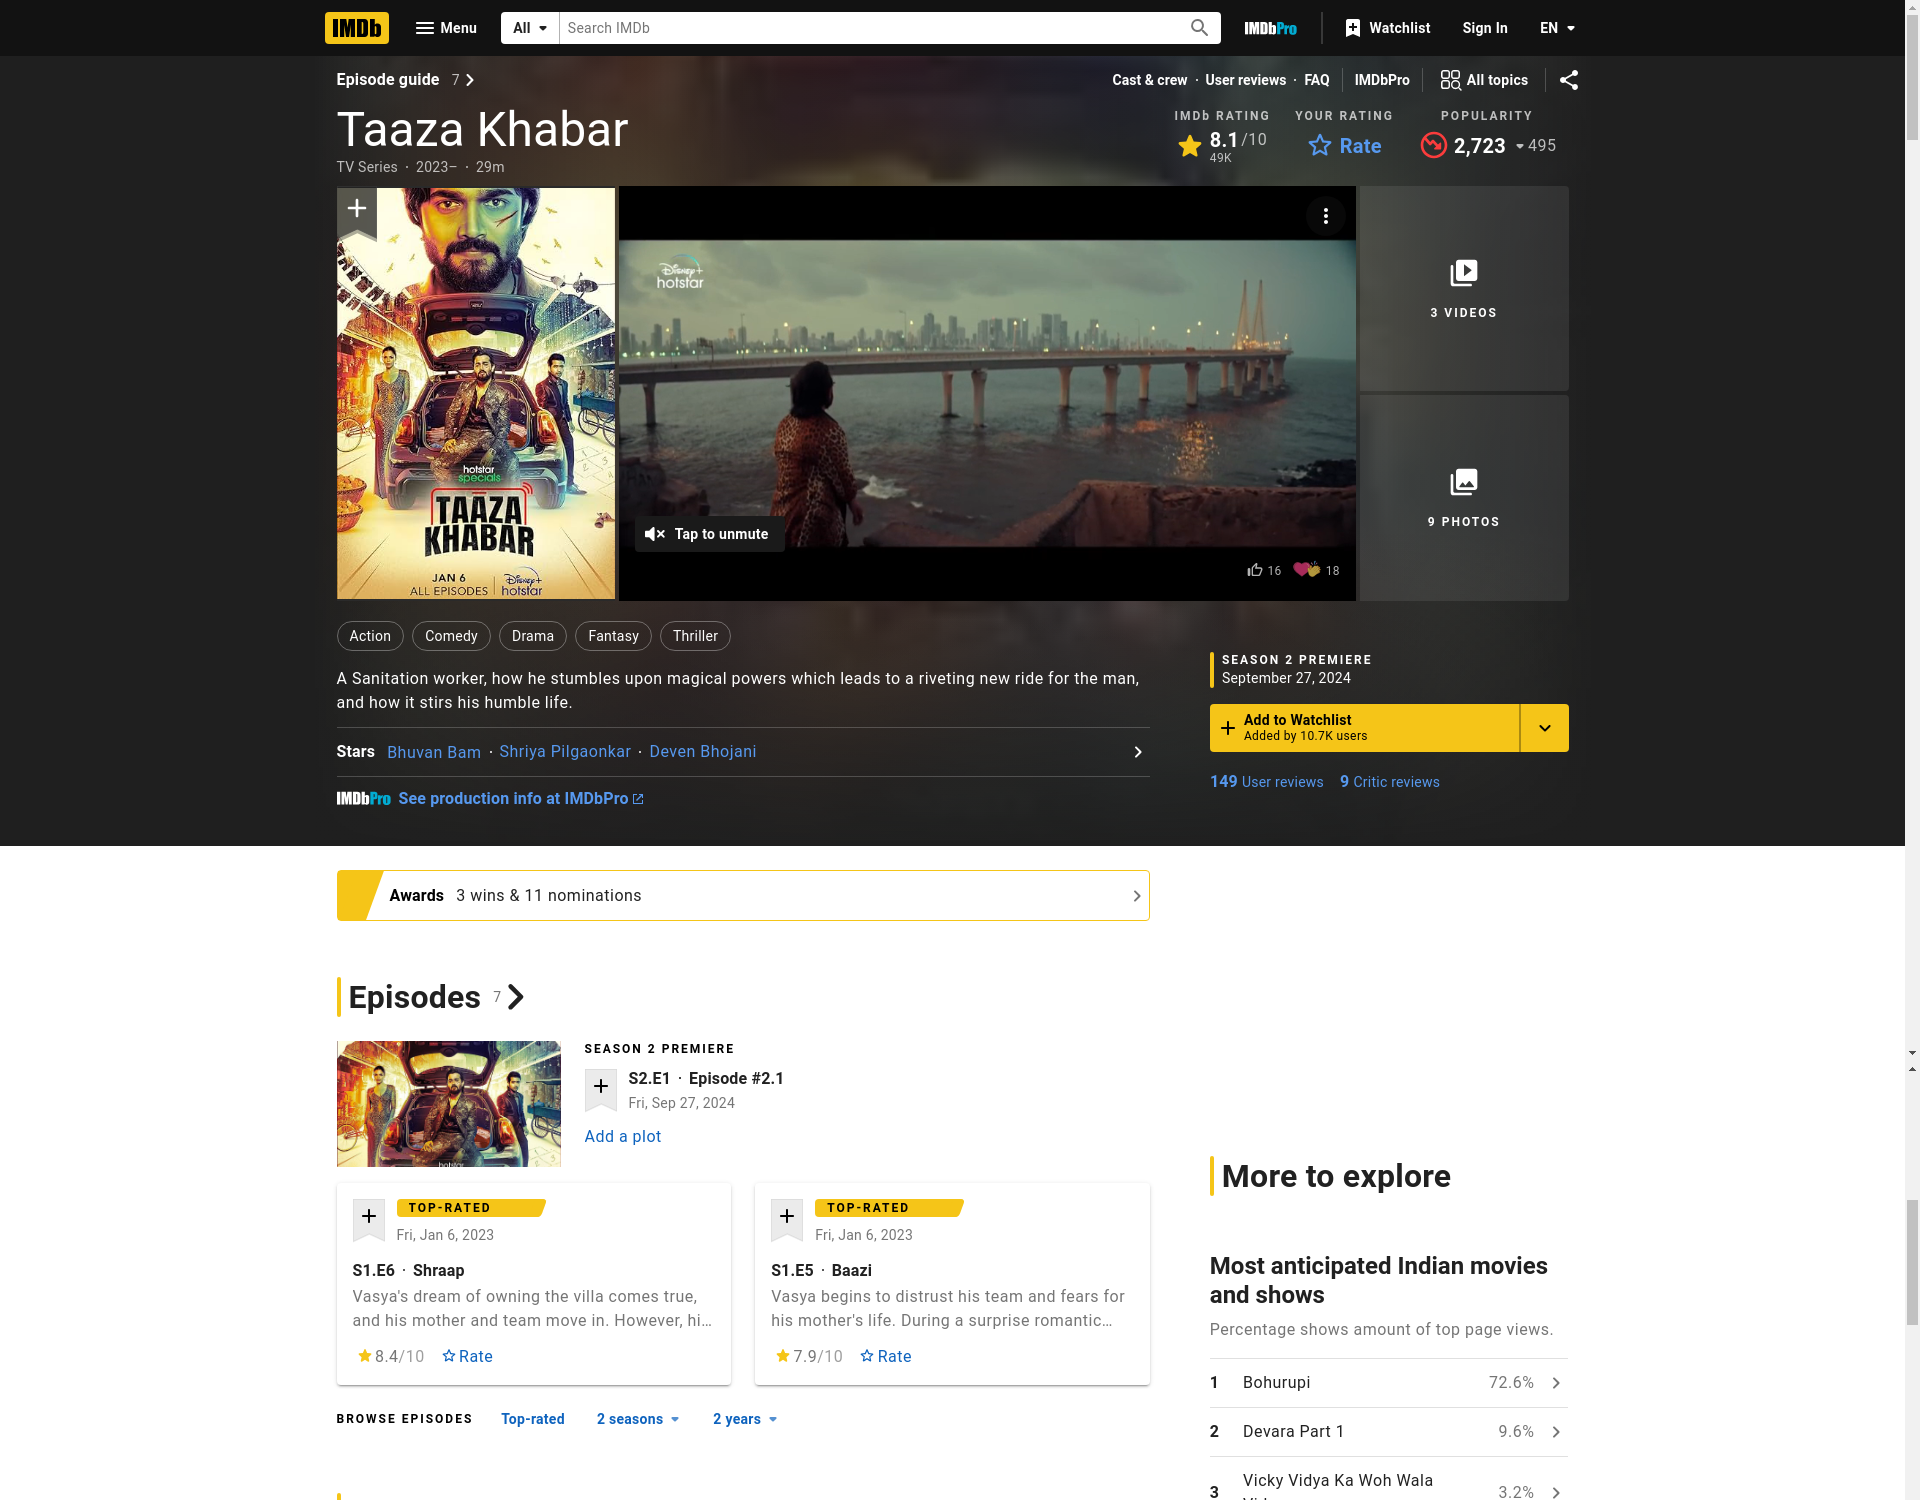 IMDb
Menu
All
Search IMDb
IMDbPro
Watchlist
Sign In
EN
Episode guide 7
Cast & crew · User reviews · FAQ
IMDbPro
All topics
Taaza Khabar
TV Series · 2023– · 29m
IMDb RATING
8.1/10
49K
YOUR RATING
Rate
POPULARITY
2,723
495
hotstar
specials
TAAZA
KHABAR
JAN 6
ALL EPISODES
Disney+
hotstar
Disney+
hotstar
Tap to unmute
16
18
3 VIDEOS
9 PHOTOS
Action
Comedy
Drama
Fantasy
Thriller
A Sanitation worker, how he stumbles upon magical powers which leads to a riveting new ride for the man,
and how it stirs his humble life.
Stars Bhuvan Bam · Shriya Pilgaonkar · Deven Bhojani
IMDbPro See production info at IMDbPro
SEASON 2 PREMIERE
September 27, 2024
Add to Watchlist
Added by 10.7K users
149 User reviews 9 Critic reviews
Awards 3 wins & 11 nominations
Episodes 7
hotstar
SEASON 2 PREMIERE
S2.E1 · Episode #2.1
Fri, Sep 27, 2024
Add a plot
TOP-RATED
Fri, Jan 6, 2023
S1.E6 · Shraap
Vasya's dream of owning the villa comes true,
and his mother and team move in. However, hi...
8.4/10 Rate
TOP-RATED
Fri, Jan 6, 2023
S1.E5 · Baazi
Vasya begins to distrust his team and fears for
his mother's life. During a surprise romantic...
7.9/10 Rate
BROWSE EPISODES Top-rated 2 seasons 2 years
More to explore
Most anticipated Indian movies
and shows
Percentage shows amount of top page views.
1 Bohurupi 72.6%
2 Devara Part 1 9.6%
3 Vicky Vidya Ka Woh Wala 3.2%